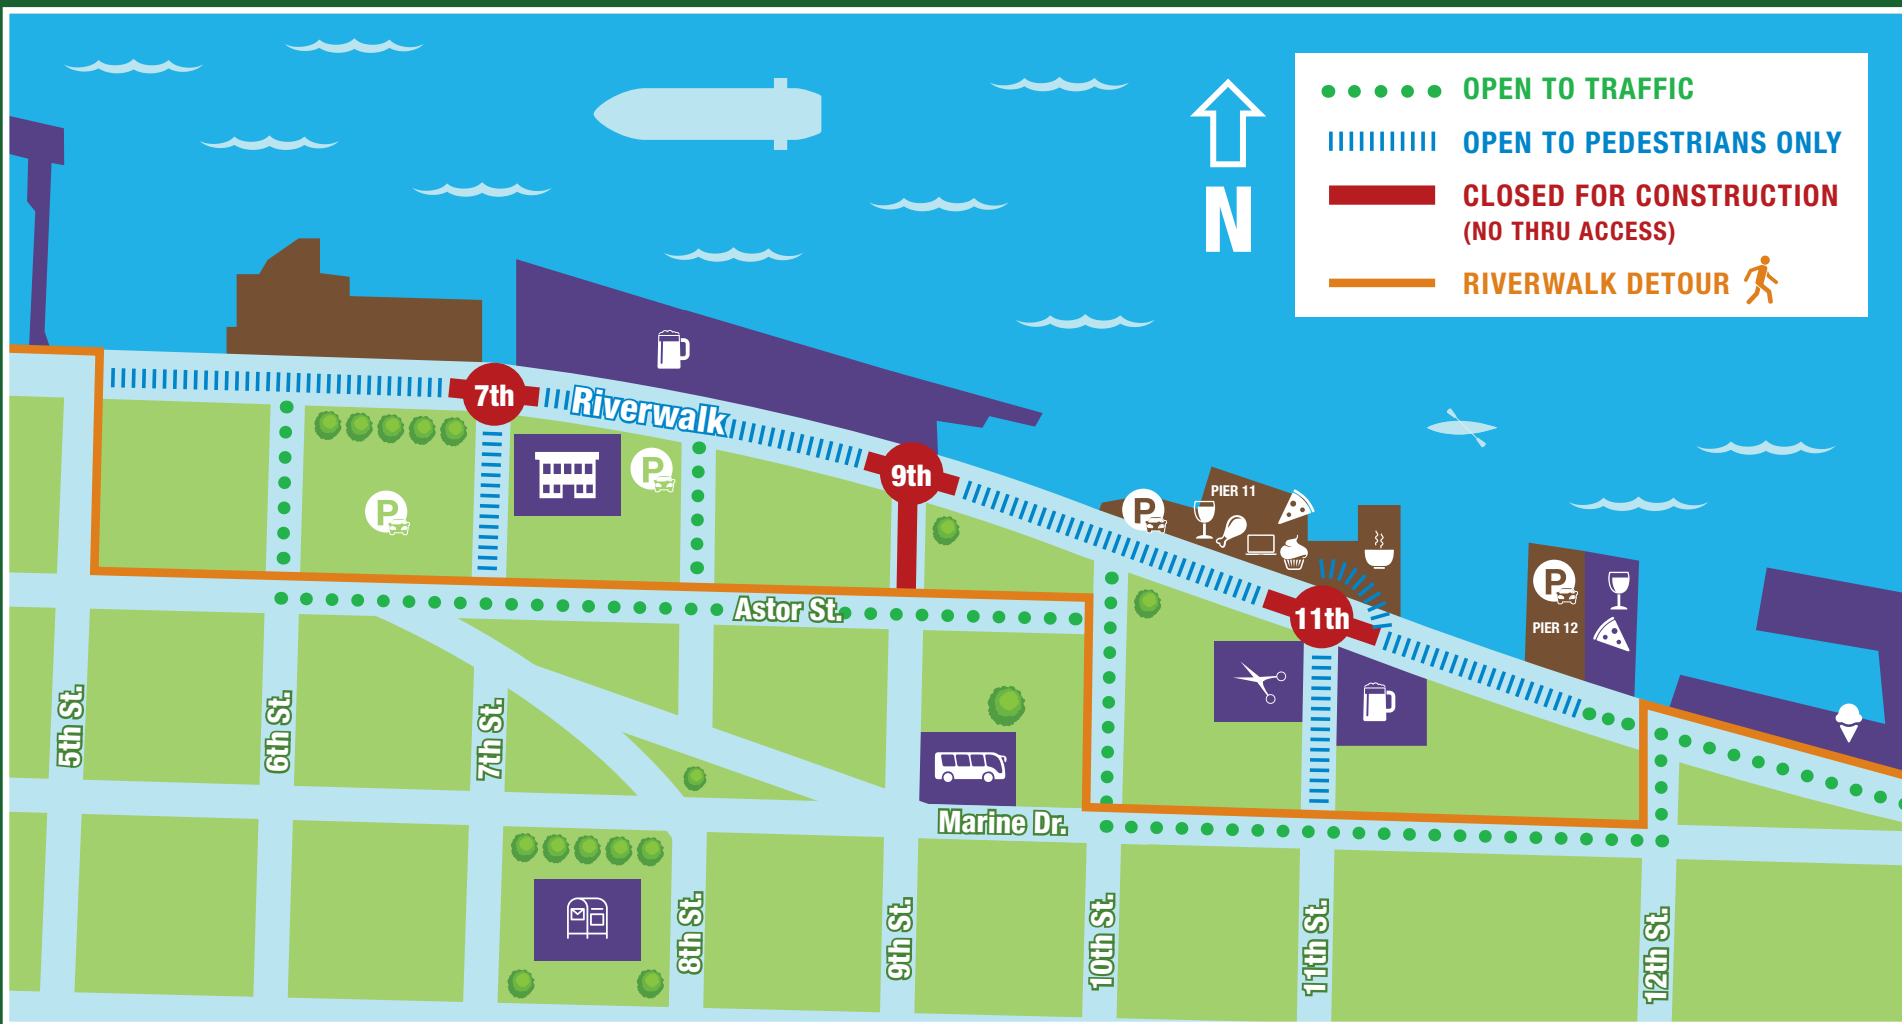 N
OPEN TO TRAFFIC
OPEN TO PEDESTRIANS ONLY
CLOSED FOR CONSTRUCTION
(NO THRU ACCESS)
RIVERWALK DETOUR
7th
Riverwalk
9th
P
P
P
PIER 11
11th
P
PIER 12
Astor St.
5th St.
6th St.
7th St.
Marine Dr.
8th St.
9th St.
10th St.
11th St.
12th St.